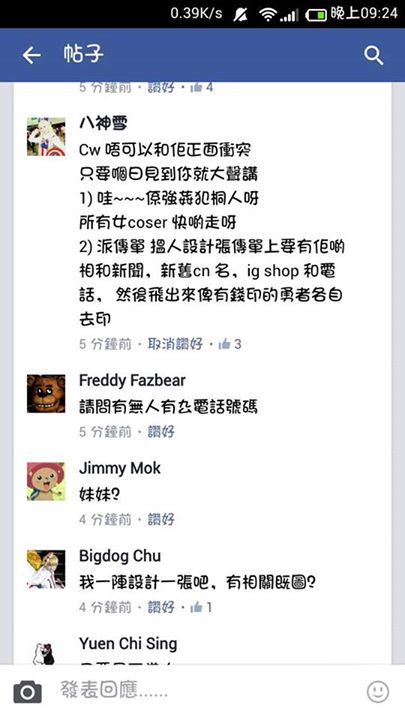 0.39K/s 晚上09:24
帖子
5 分鐘前 · 讚好 · 4
八神雪
Cw 唔可以和佢正面衝突
只要嗰日見到你就大聲講
1) 哇~~~係強姦犯桐人呀
所有女coser 快啲走呀
2) 派傳單 搵人設計張傳單上要有佢啲
相和新聞，新舊cn 名，ig shop 和電
話， 然後飛出來俾有錢印的勇者各自
去印
5 分鐘前 · 取消讚好 · 3
Freddy Fazbear
請問有無人有佐電話號碼
5 分鐘前 · 讚好
Jimmy Mok
妹妹?
4 分鐘前 · 讚好
Bigdog Chu
我一陣設計一張吧，有相關既圖?
4 分鐘前 · 讚好 · 1
Yuen Chi Sing
發表回應......